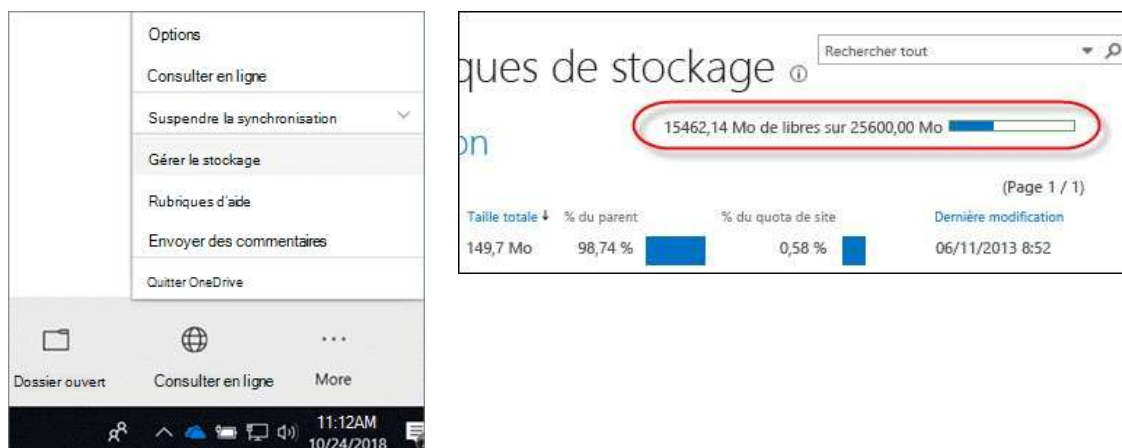 Options
Consulter en ligne
Suspendre la synchronisation
Gérer le stockage
Rubriques d'aide
Envoyer des commentaires
Quitter OneDrive
Dossier ouvert
Consulter en ligne
More
11:12AM
10/24/2018
Rechercher tout
ques de stockage
15462,14 Mo de libres sur 25600,00 Mo
on
(Page 1 / 1)
Taille totale % du parent % du quota de site Dernière modification
149,7 Mo 98,74 % 0,58 % 06/11/2013 8:52